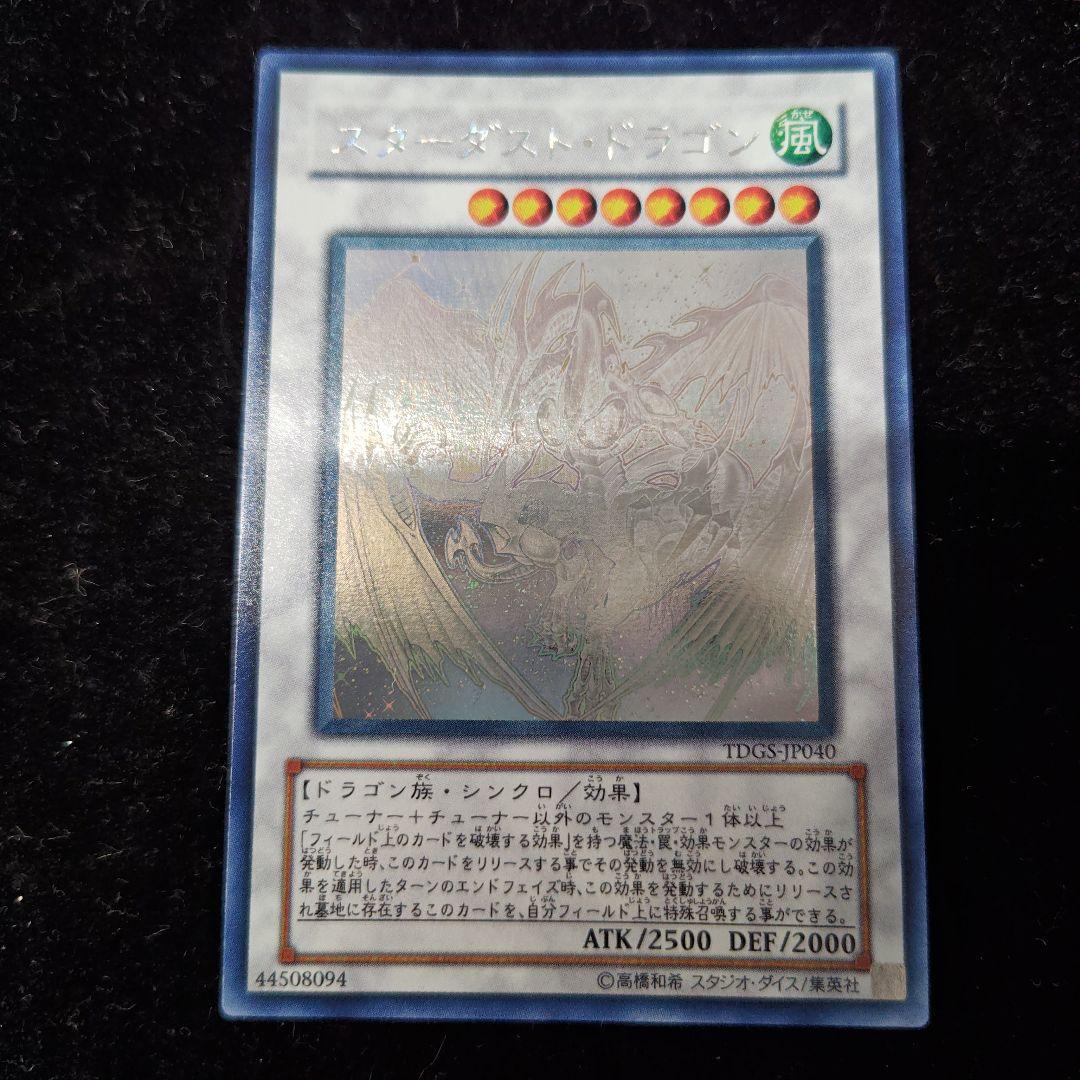 スターダスト・ドラゴン
かぜ
風
TDGS-JP040
【ドラゴン族・シンクロ／効果】
チューナー＋チューナー以外のモンスター１体以上
「フィールド上のカードを破壊する効果」を持つ魔法・罠・効果モンスターの効果が
発動した時、このカードをリリースする事でその発動を無効にし破壊する。この効
果を適用したターンのエンドフェイズ時、この効果を発動するためにリリースさ
れ墓地に存在するこのカードを、自分フィールド上に特殊召喚する事ができる。
ATK/2500 DEF/2000
44508094
©高橋和希 スタジオ・ダイス/集英社